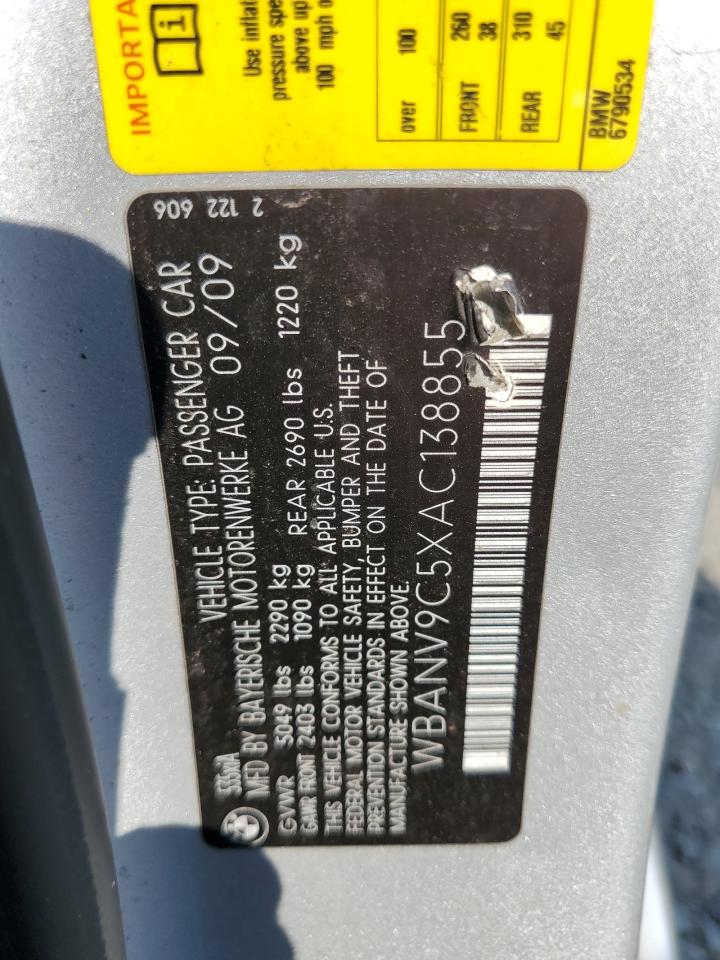 IMPORTA
Use inflat
pressure spe
above up
100 mph o
over 100
FRONT 260 38
REAR 310 45
BMW
6790534
2 122 606
VEHICLE TYPE: PASSENGER CAR
MFD BY BAYERISCHE MOTORENWERKE AG 09/09
GVWR 5049 lbs 2290 kg
GAWR FRONT 2403 lbs 1090 kg REAR 2690 lbs 1220 kg
THIS VEHICLE CONFORMS TO ALL APPLICABLE U.S.
FEDERAL MOTOR VEHICLE SAFETY, BUMPER AND THEFT
PREVENTION STANDARDS IN EFFECT ON THE DATE OF
MANUFACTURE SHOWN ABOVE.
WBANV9C5XAC138855